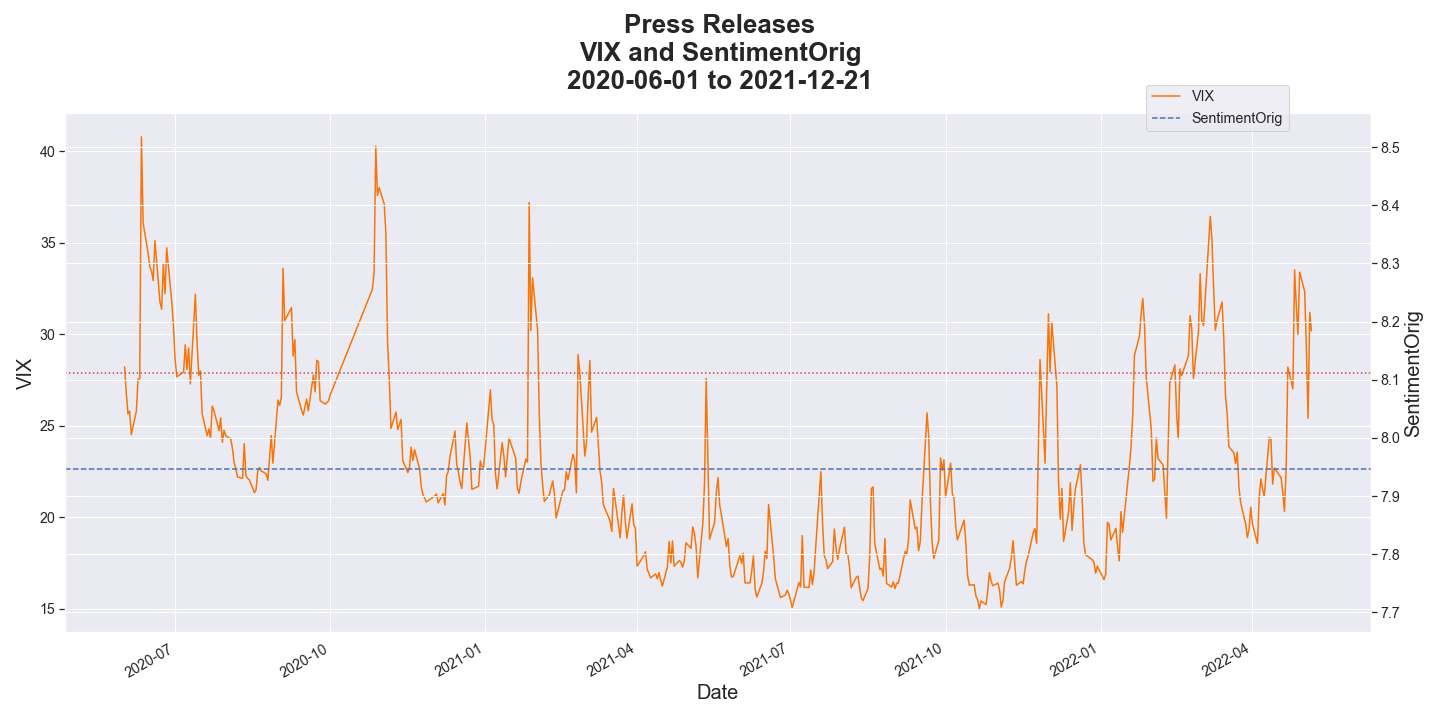 Press Releases
VIX and SentimentOrig
2020-06-01 to 2021-12-21
VIX
SentimentOrig
40
35
30
25
20
15
VIX
8.5
8.4
8.3
8.2
8.1
8.0
7.9
7.8
7.7
SentimentOrig
2020-07
2020-10
2021-01
2021-04
2021-07
2021-10
2022-01
2022-04
Date